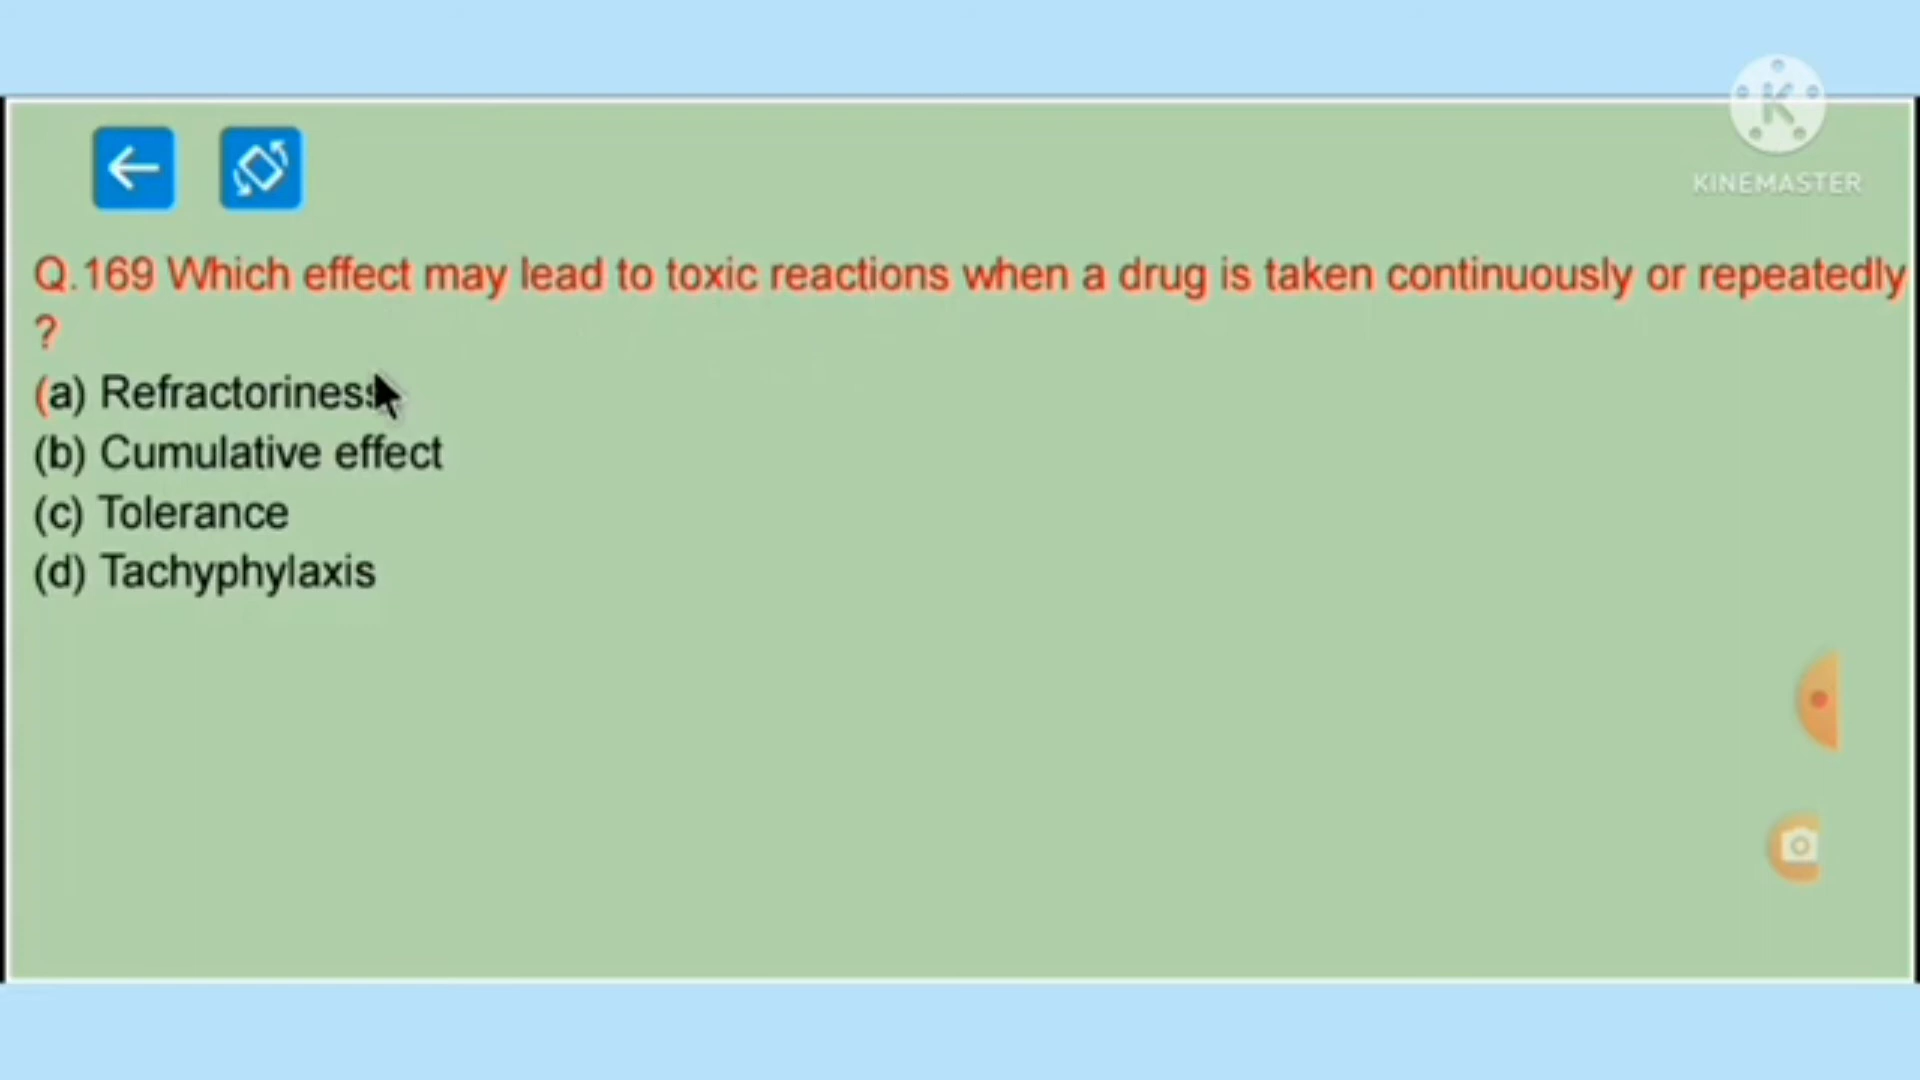 KINEMASTER
Q.169 Which effect may lead to toxic reactions when a drug is taken continuously or repeatedly
?
(a) Refractoriness
(b) Cumulative effect
(c) Tolerance
(d) Tachyphylaxis